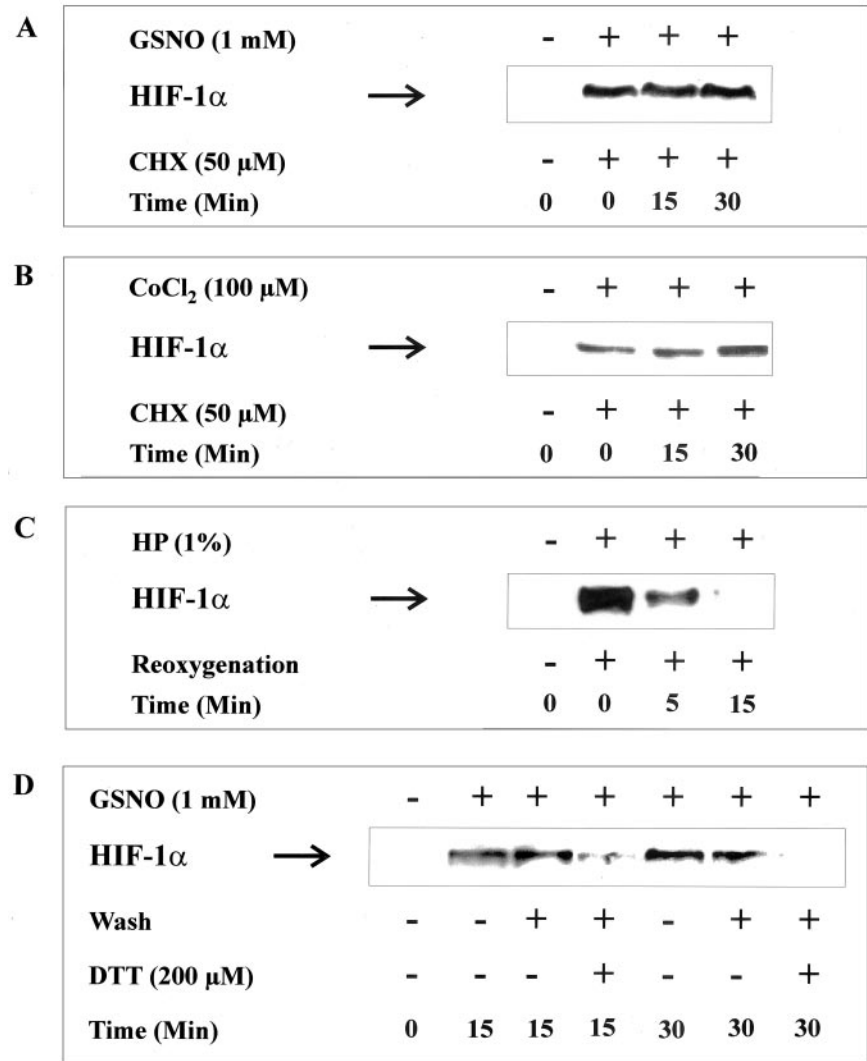 A
GSNO (1 mM) - + + +
HIF-1α →
CHX (50 μM) - + + +
Time (Min) 0 0 15 30
B
CoCl₂ (100 μM) - + + +
HIF-1α →
CHX (50 μM) - + + +
Time (Min) 0 0 15 30
C
HP (1%) - + + +
HIF-1α →
Reoxygenation - + + +
Time (Min) 0 0 5 15
D
GSNO (1 mM) - + + + + + +
HIF-1α →
Wash - - + + - + +
DTT (200 μM) - - - + - - +
Time (Min) 0 15 15 15 30 30 30